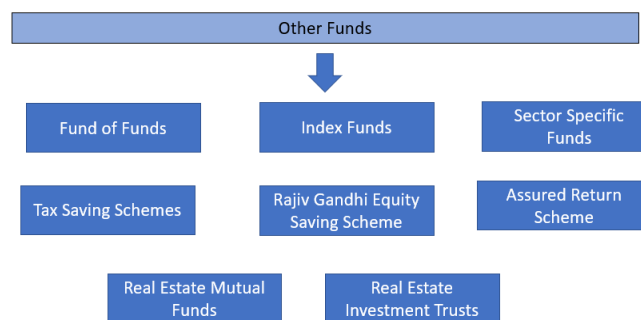 Other Funds
Fund of Funds
Index Funds
Sector Specific
Funds
Tax Saving Schemes
Rajiv Gandhi Equity
Saving Scheme
Assured Return
Scheme
Real Estate Mutual
Funds
Real Estate
Investment Trusts